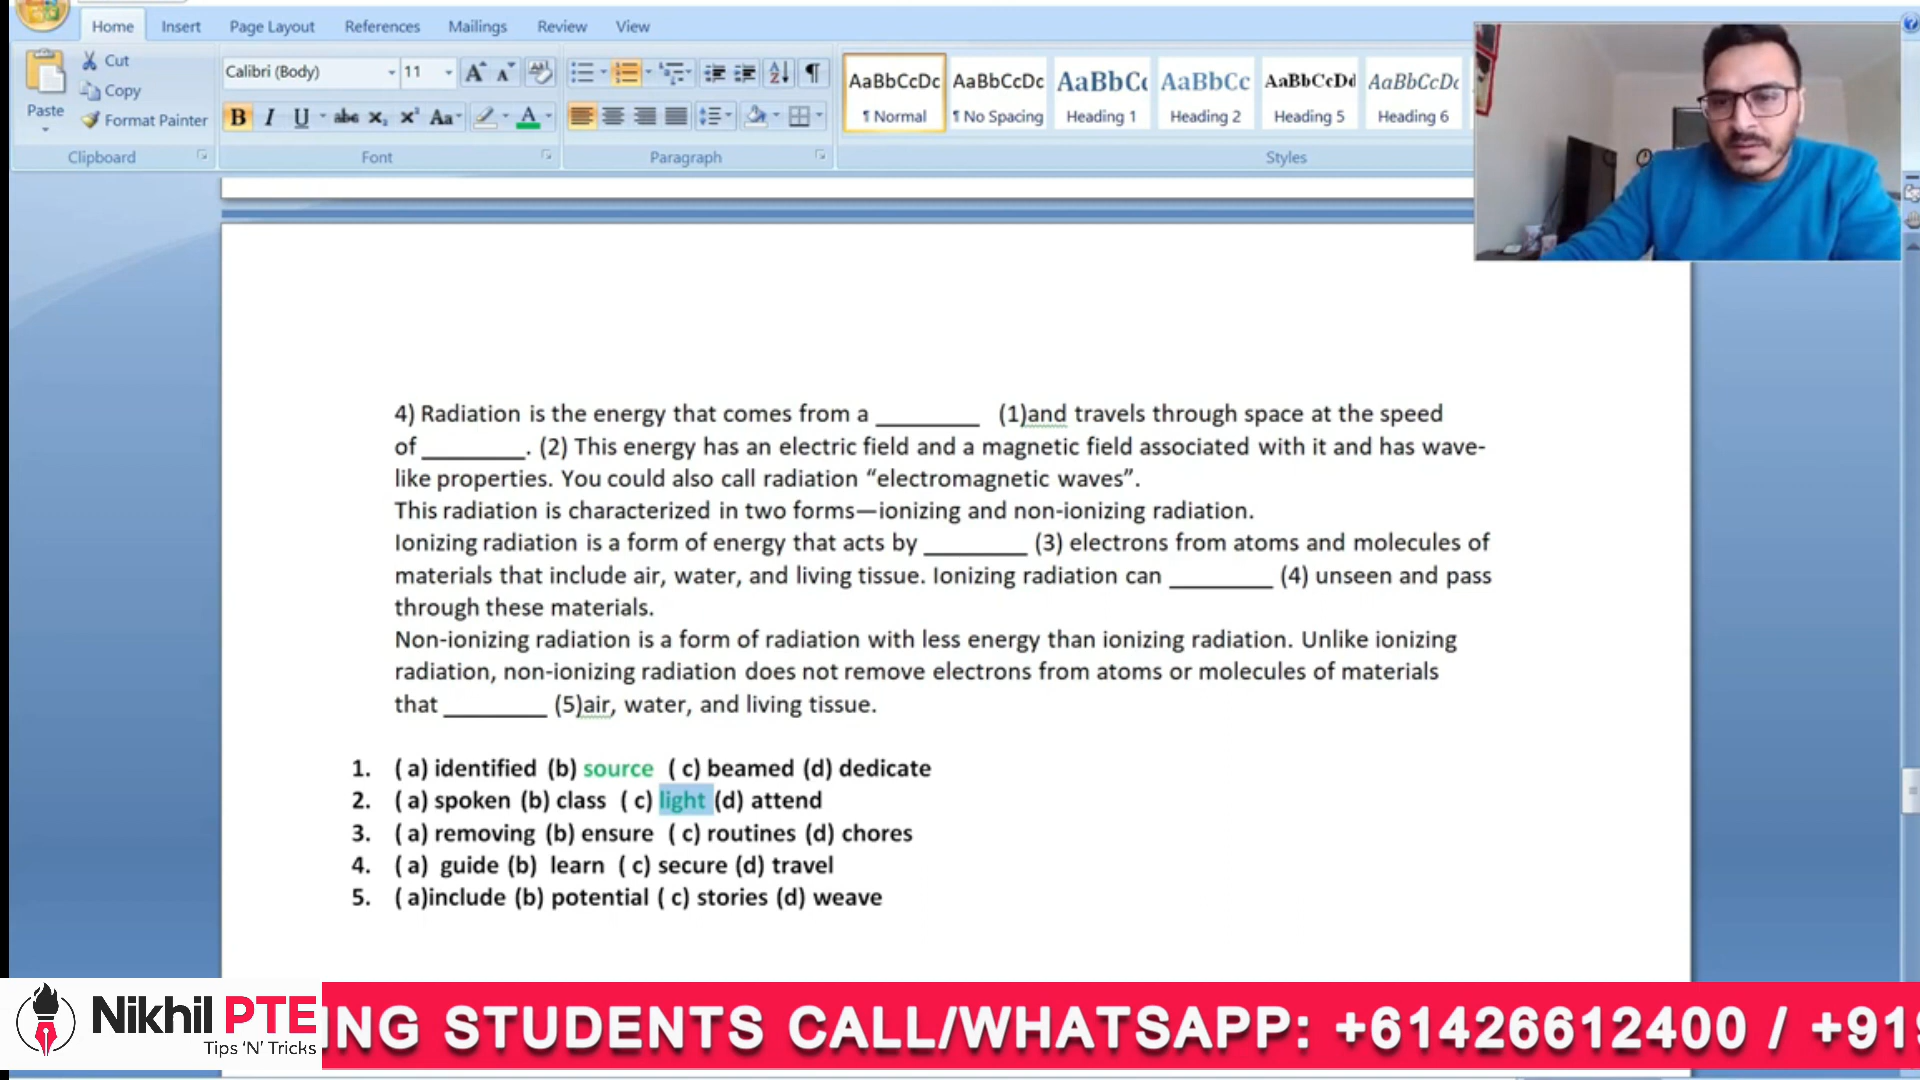 Home Insert Page Layout References Mailings Review View
Cut
Copy
Format Painter
Paste
Clipboard
Calibri (Body) 11
Font
Paragraph
AaBbCcDc AaBbCcDc AaBbCc AaBbCc AaBbCcDd AaBbCcDc
¶ Normal ¶ No Spacing Heading 1 Heading 2 Heading 5 Heading 6
Styles
4) Radiation is the energy that comes from a ________ (1)and travels through space at the speed
of ________. (2) This energy has an electric field and a magnetic field associated with it and has wave-
like properties. You could also call radiation “electromagnetic waves”.
This radiation is characterized in two forms—ionizing and non-ionizing radiation.
Ionizing radiation is a form of energy that acts by ________ (3) electrons from atoms and molecules of
materials that include air, water, and living tissue. Ionizing radiation can ________ (4) unseen and pass
through these materials.
Non-ionizing radiation is a form of radiation with less energy than ionizing radiation. Unlike ionizing
radiation, non-ionizing radiation does not remove electrons from atoms or molecules of materials
that ________ (5)air, water, and living tissue.
1. ( a) identified (b) source ( c) beamed (d) dedicate
2. ( a) spoken (b) class ( c) light (d) attend
3. ( a) removing (b) ensure ( c) routines (d) chores
4. ( a) guide (b) learn ( c) secure (d) travel
5. ( a)include (b) potential ( c) stories (d) weave
Nikhil PTE
Tips ‘N’ Tricks
ING STUDENTS CALL/WHATSAPP: +61426612400 / +919